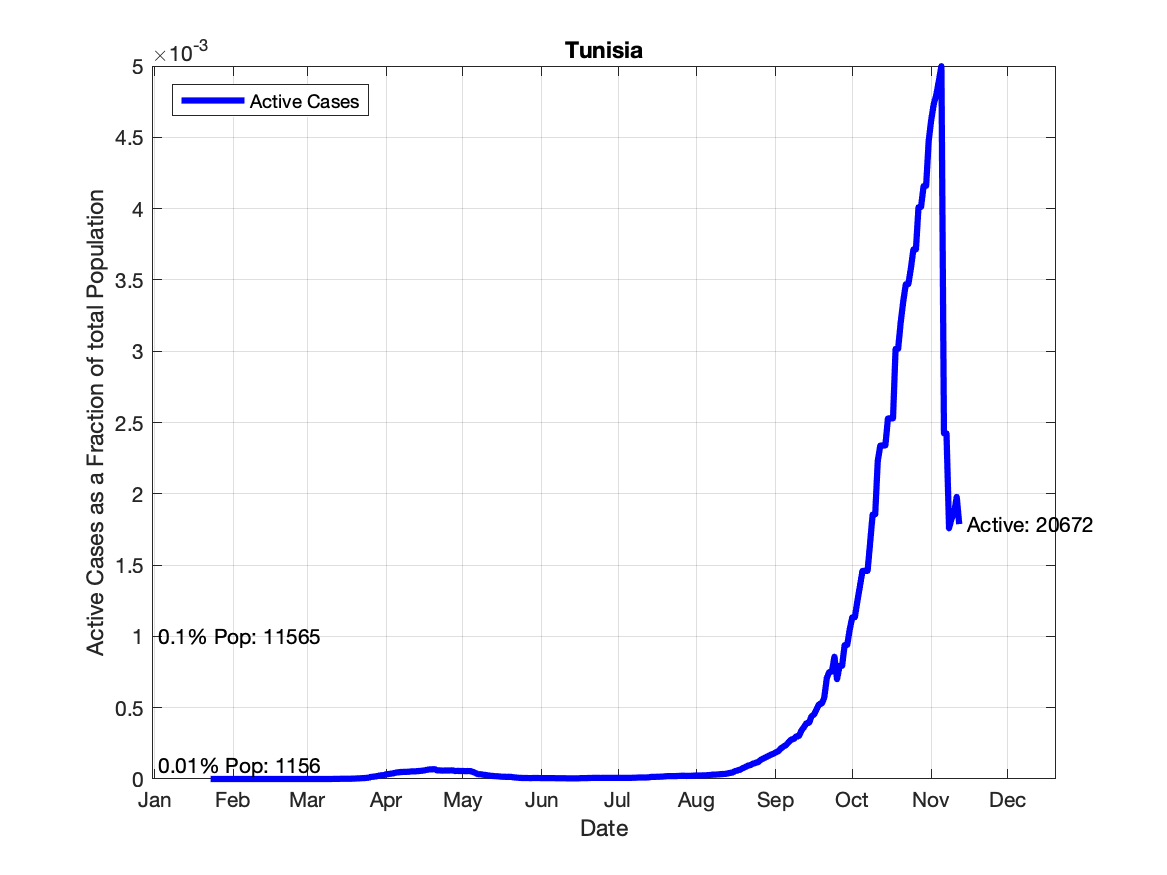 Tunisia
×10-3
Active Cases
5
4.5
4
3.5
3
2.5
2
1.5
1
0.5
0
Active Cases as a Fraction of total Population
Active: 20672
0.1% Pop: 11565
0.01% Pop: 1156
Jan Feb Mar Apr May Jun Jul Aug Sep Oct Nov Dec
Date